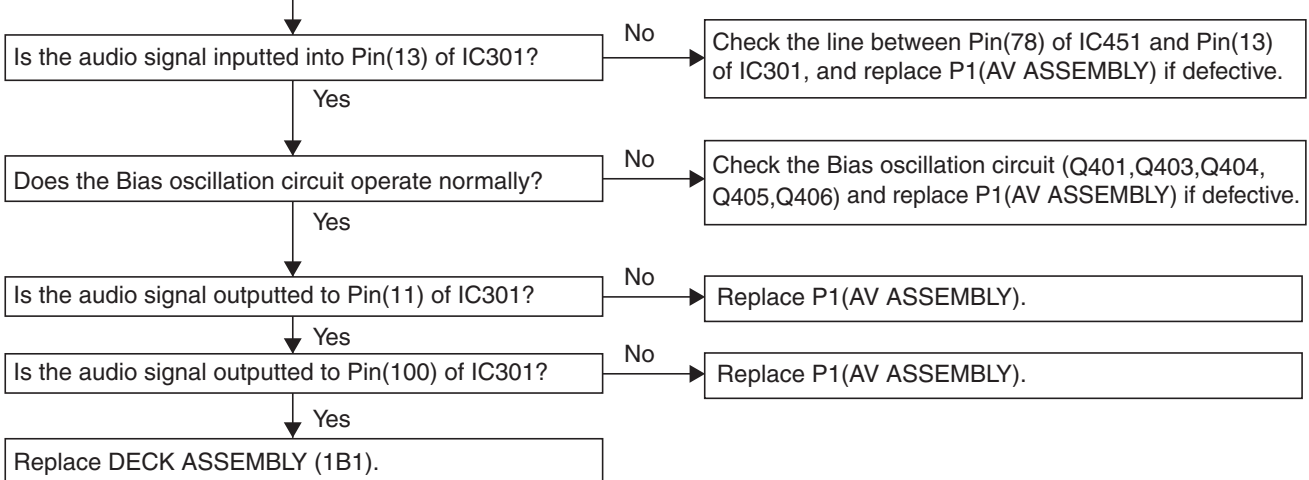 Is the audio signal inputted into Pin(13) of IC301?
No
Check the line between Pin(78) of IC451 and Pin(13)
of IC301, and replace P1(AV ASSEMBLY) if defective.
Yes
Does the Bias oscillation circuit operate normally?
No
Check the Bias oscillation circuit (Q401,Q403,Q404,
Q405,Q406) and replace P1(AV ASSEMBLY) if defective.
Yes
Is the audio signal outputted to Pin(11) of IC301?
No
Replace P1(AV ASSEMBLY).
Yes
Is the audio signal outputted to Pin(100) of IC301?
No
Replace P1(AV ASSEMBLY).
Yes
Replace DECK ASSEMBLY (1B1).